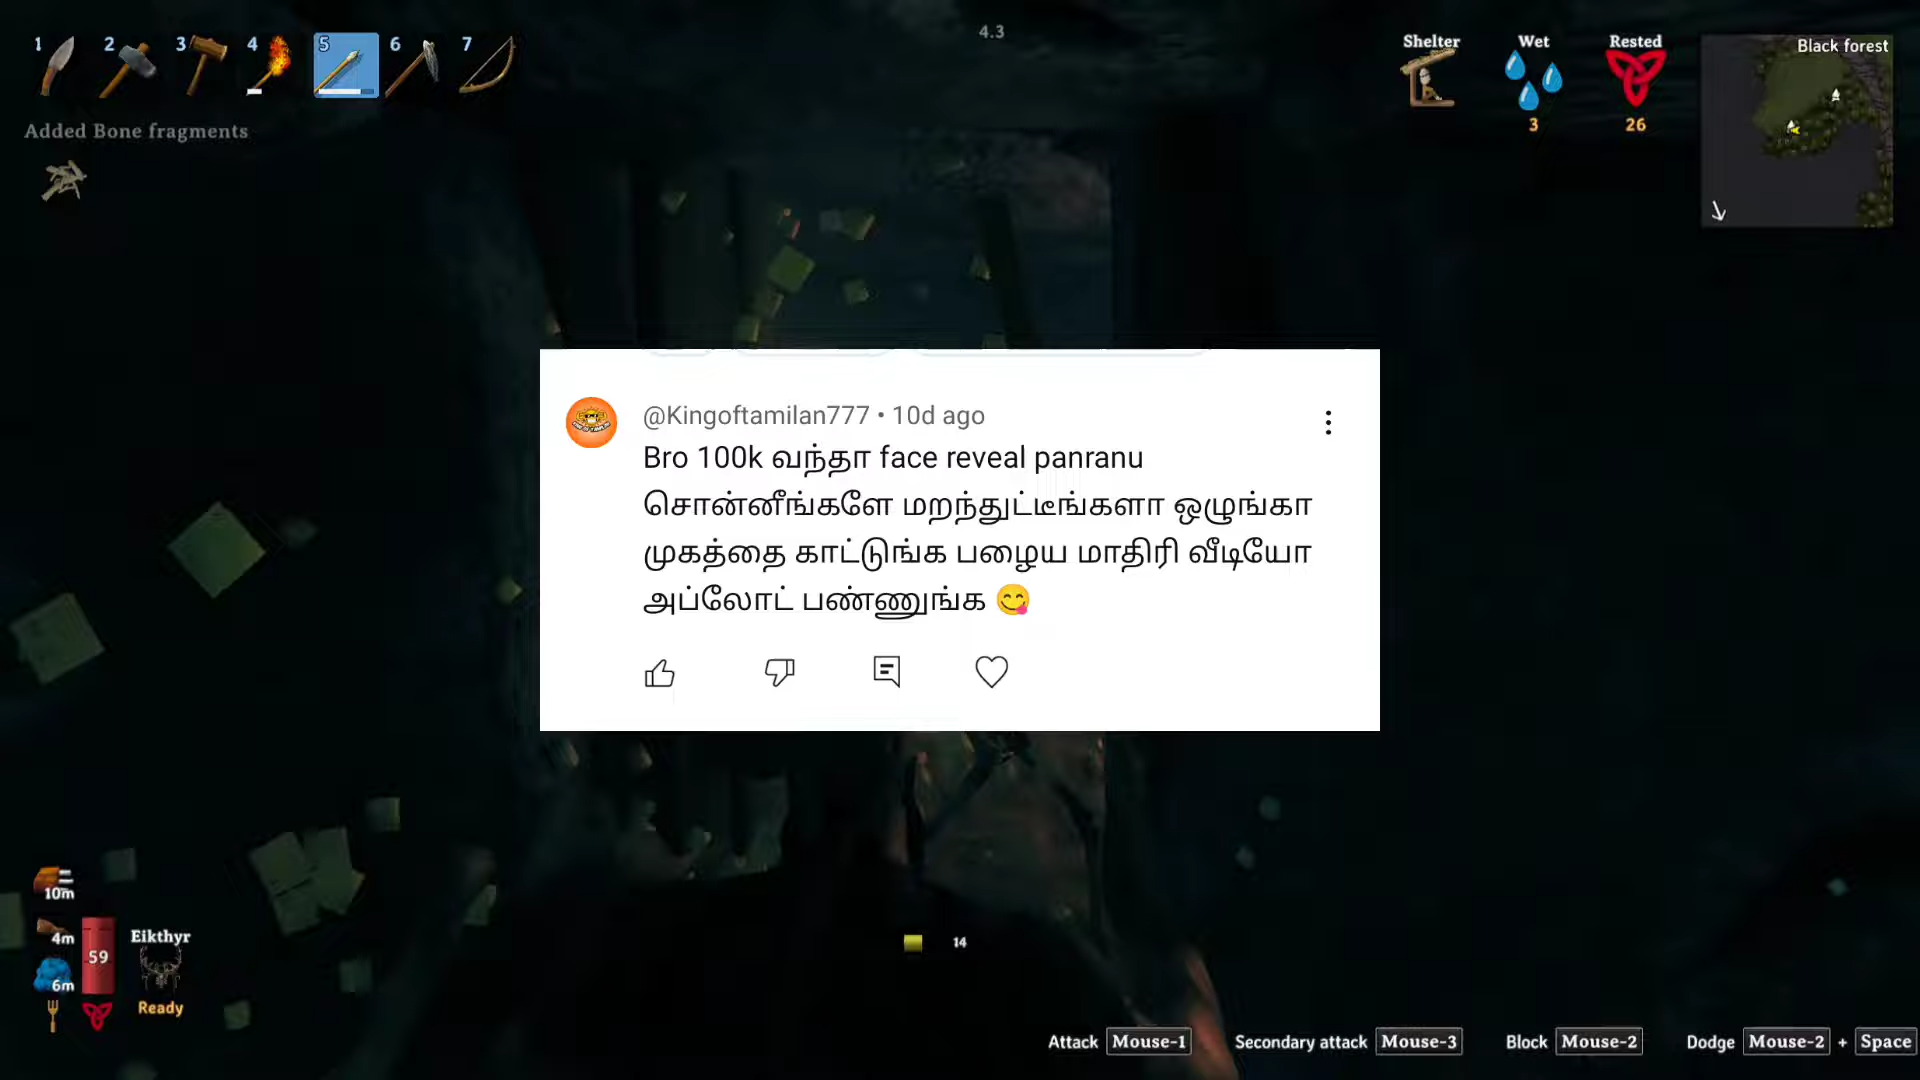 1 2 3 4 5 6 7
4.3
Shelter Wet Rested
3 26
Black forest
Added Bone fragments
@Kingoftamilan777 • 10d ago
Bro 100k வந்தா face reveal panranu
சொன்னீங்களே மறந்துட்டீங்களா ஒழுங்கா
முகத்தை காட்டுங்க பழைய மாதிரி வீடியோ
அப்லோட் பண்ணுங்க 😋
10m
4m
59
6m
Eikthyr
Ready
14
Attack Mouse-1 Secondary attack Mouse-3 Block Mouse-2 Dodge Mouse-2 + Space